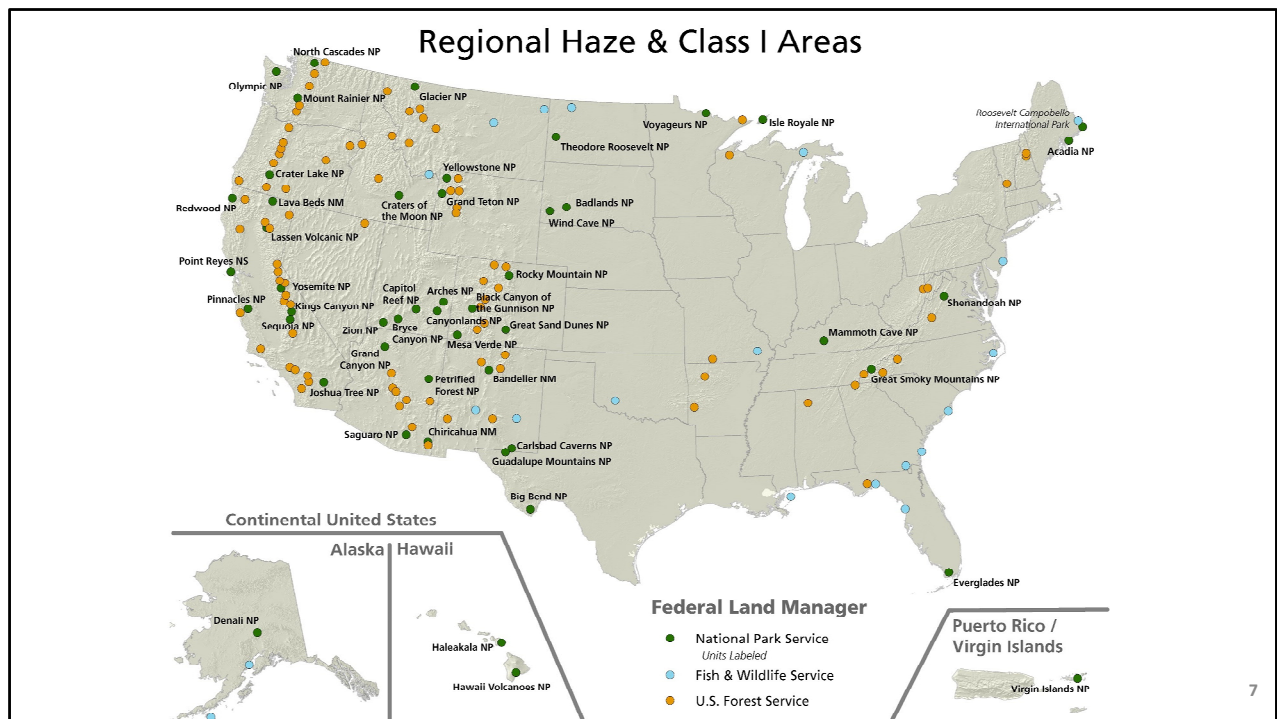 Regional Haze & Class I Areas
North Cascades NP
Olympic NP
Mount Rainier NP
Glacier NP
Voyageurs NP
Isle Royale NP
Roosevelt Campobello
International Park
Acadia NP
Theodore Roosevelt NP
Crater Lake NP
Yellowstone NP
Redwood NP
Lava Beds NM
Craters of
the Moon NP
Grand Teton NP
Badlands NP
Wind Cave NP
Lassen Volcanic NP
Point Reyes NS
Rocky Mountain NP
Yosemite NP
Capitol
Reef NP
Arches NP
Black Canyon of
the Gunnison NP
Pinnacles NP
Kings Canyon NP
Shenandoah NP
Sequoia NP
Zion NP
Bryce
Canyon NP
Canyonlands NP
Great Sand Dunes NP
Mammoth Cave NP
Mesa Verde NP
Grand
Canyon NP
Joshua Tree NP
Petrified
Forest NP
Bandelier NM
Great Smoky Mountains NP
Saguaro NP
Chiricahua NM
Carlsbad Caverns NP
Guadalupe Mountains NP
Big Bend NP
Everglades NP
Continental United States
Alaska
Hawaii
Denali NP
Haleakala NP
Hawaii Volcanoes NP
Federal Land Manager
National Park Service
Units Labeled
Fish & Wildlife Service
U.S. Forest Service
Puerto Rico /
Virgin Islands
Virgin Islands NP
7